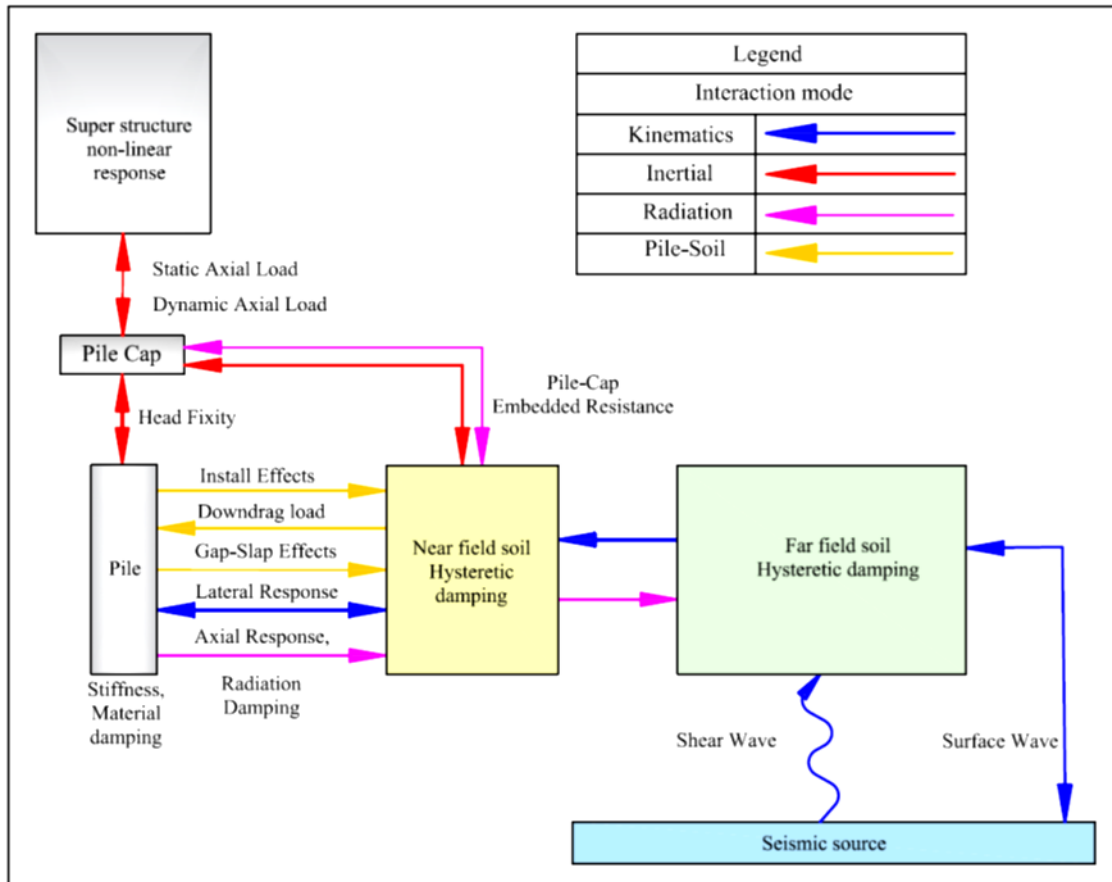 Super structure
non-linear
response
Legend
Interaction mode
Kinematics
Inertial
Radiation
Pile-Soil
Static Axial Load
Dynamic Axial Load
Pile Cap
Pile-Cap
Embedded Resistance
Head Fixity
Pile
Install Effects
Downdrag load
Gap-Slap Effects
Lateral Response
Axial Response,
Radiation
Damping
Stiffness,
Material
damping
Near field soil
Hysteretic
damping
Far field soil
Hysteretic damping
Shear Wave
Surface Wave
Seismic source